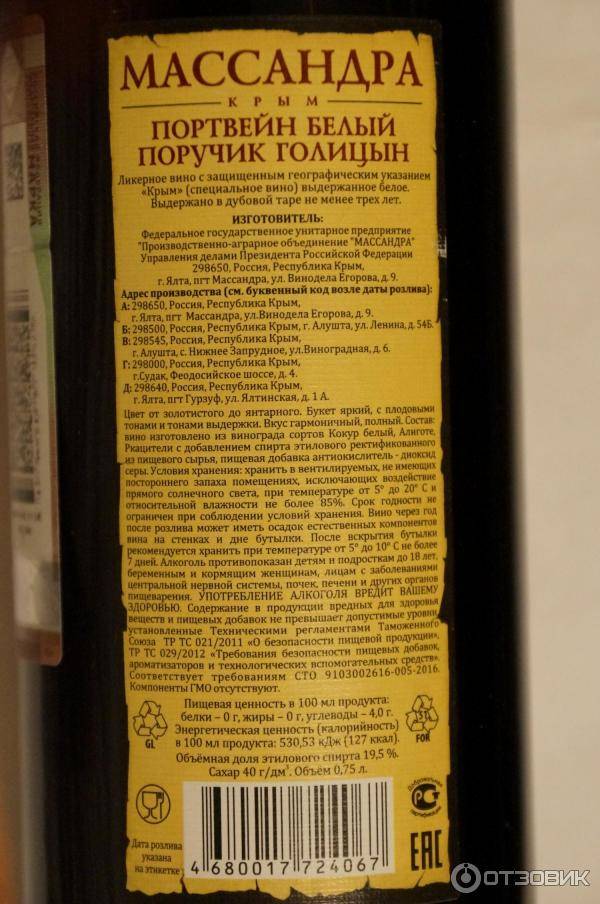 МАССАНДРА
КРЫМ
ПОРТВЕЙН БЕЛЫЙ
ПОРУЧИК ГОЛИЦЫН
Ликерное вино с защищенным географическим указанием
«Крым» (специальное вино) выдержанное белое.
Выдержано в дубовой таре не менее трех лет.
ИЗГОТОВИТЕЛЬ:
Федеральное государственное унитарное предприятие
"Производственно-аграрное объединение "МАССАНДРА"
Управления делами Президента Российской Федерации
298650, Россия, Республика Крым,
г. Ялта, пгт Массандра, ул. Винодела Егорова, д. 9.
Адрес производства (см. буквенный код возле даты розлива):
А: 298650, Россия, Республика Крым,
г. Ялта, пгт Массандра, ул.Винодела Егорова, д. 9.
Б: 298500, Россия, Республика Крым, г. Алушта, ул. Ленина, д. 54Б.
В: 298545, Россия, Республика Крым,
г. Алушта, с. Нижнее Запрудное, ул.Виноградная, д. 6.
Г: 298000, Россия, Республика Крым,
г.Судак, Феодосийское шоссе, д. 4.
Д: 298640, Россия, Республика Крым,
г. Ялта, пгт Гурзуф, ул. Ялтинская, д. 1 А.
Цвет от золотистого до янтарного. Букет яркий, с плодовыми
тонами и тонами выдержки. Вкус гармоничный, полный. Состав:
вино изготовлено из винограда сортов Кокур белый, Алиготе,
Ркацители с добавлением спирта этилового ректификованного
из пищевого сырья, пищевая добавка антиокислитель - диоксид
серы. Условия хранения: хранить в вентилируемых, не имеющих
постороннего запаха помещениях, исключающих воздействие
прямого солнечного света, при температуре от 5° до 20° С и
относительной влажности не более 85%. Срок годности не
ограничен при соблюдении условий хранения. Вино через год
после розлива может иметь осадок естественных компонентов
вина на стенках и дне бутылки. После вскрытия бутылки
рекомендуется хранить при температуре от 5° до 10° С не более
7 дней. Алкоголь противопоказан детям и подросткам до 18 лет,
беременным и кормящим женщинам, лицам с заболеваниями
центральной нервной системы, почек, печени и других органов
пищеварения. УПОТРЕБЛЕНИЕ АЛКОГОЛЯ ВРЕДИТ ВАШЕМУ
ЗДОРОВЬЮ. Содержание в продукции вредных для здоровья
веществ и пищевых добавок не превышает допустимые уровни,
установленные Техническими регламентами Таможенного
Союза ТР ТС 021/2011 «О безопасности пищевой продукции»,
ТР ТС 029/2012 «Требования безопасности пищевых добавок,
ароматизаторов и технологических вспомогательных средств».
Соответствует требованиям СТО 9103002616-005-2016.
Компоненты ГМО отсутствуют.
Пищевая ценность в 100 мл продукта:
белки – 0 г, жиры – 0 г, углеводы – 4,0 г.
Энергетическая ценность (калорийность)
в 100 мл продукта: 530,53 кДж (127 ккал).
Объёмная доля этилового спирта 19,5 %.
Сахар 40 г/дм³. Объём 0,75 л.
GL
FOR
Добровольная
сертификация
Дата розлива
указана
на этикетке
4 680017 724067
EAC
ОТЗОВИК